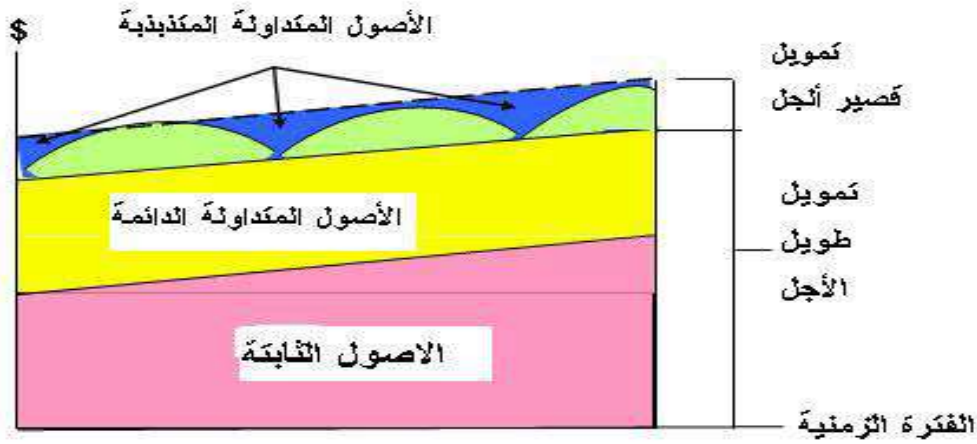 $
الأصول المتداولة المتذبذبة
تمويل
قصير ألجل
الأصول المتداولة الدائمة
تمويل
طويل
الأجل
الاصول الثابتة
الفترة الزمنية